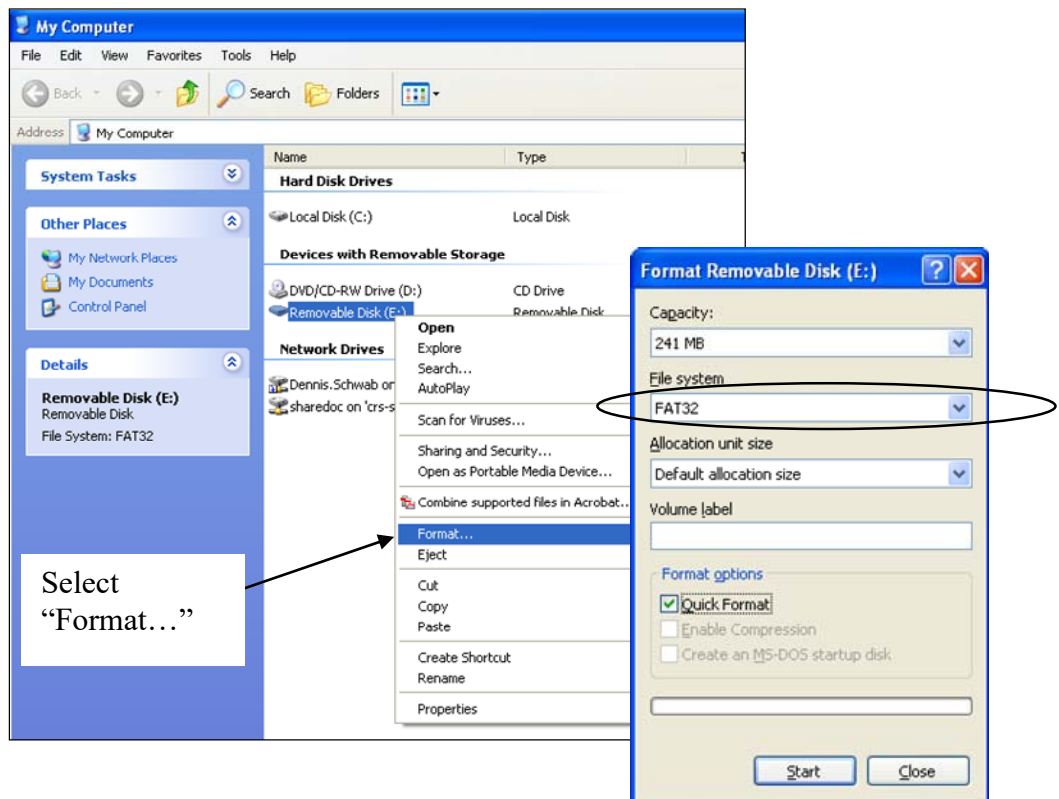 My Computer
File Edit View Favorites Tools Help
Back Search Folders
Address My Computer
System Tasks
Other Places
My Network Places
My Documents
Control Panel
Details
Removable Disk (E:)
Removable Disk
File System: FAT32
Name Type
Hard Disk Drives
Local Disk (C:) Local Disk
Devices with Removable Storage
DVD/CD-RW Drive (D:) CD Drive
Removable Disk (E:) Removable Disk
Network Drives
Dennis.Schwab on
sharedoc on 'crs-s
Open
Explore
Search...
AutoPlay
Scan for Viruses...
Sharing and Security...
Open as Portable Media Device...
Combine supported files in Acrobat...
Format...
Eject
Cut
Copy
Paste
Create Shortcut
Rename
Properties
Select
“Format…”
Format Removable Disk (E:)
Capacity:
241 MB
File system
FAT32
Allocation unit size
Default allocation size
Volume label
Format options
Quick Format
Enable Compression
Create an MS-DOS startup disk
Start Close